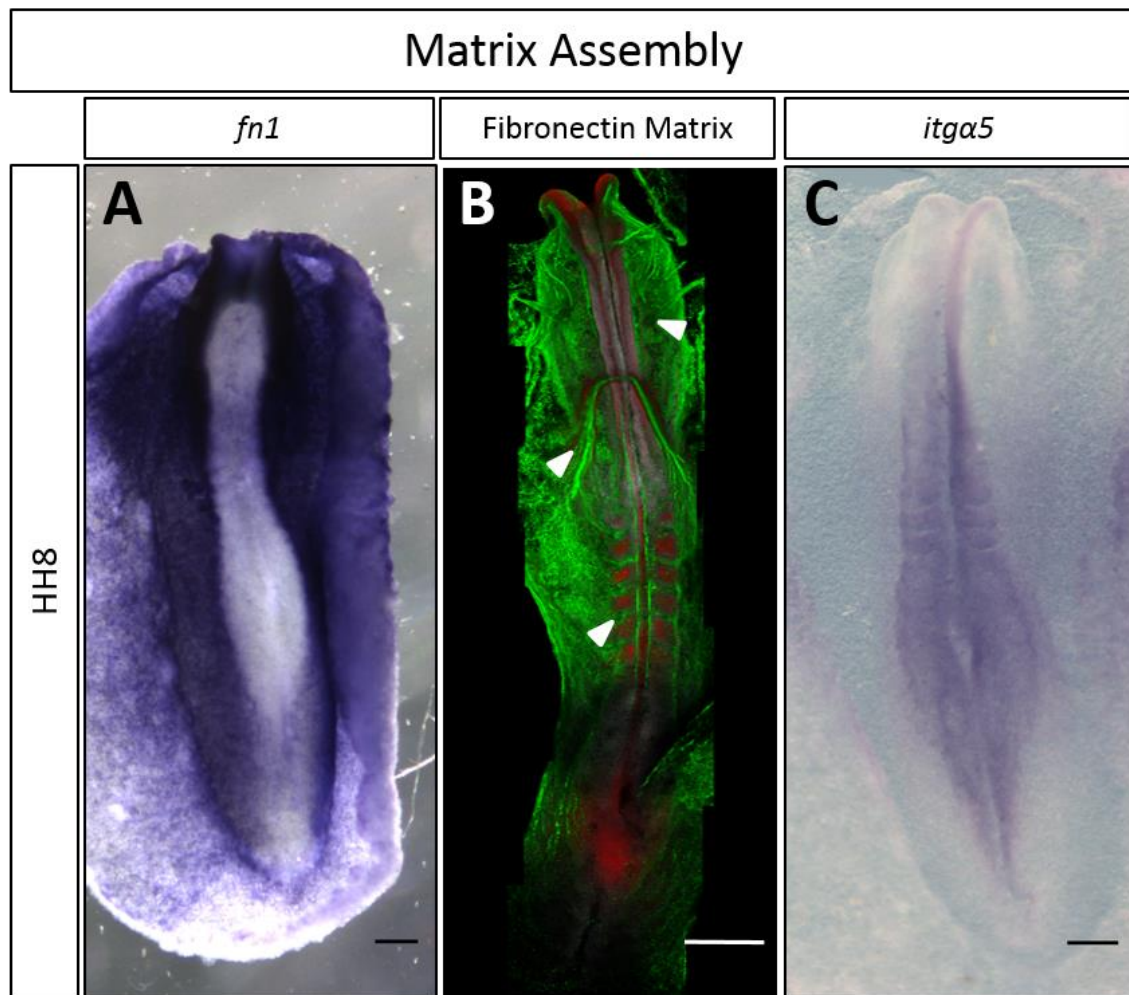 Matrix Assembly
fn1
Fibronectin Matrix
itgα5
HH8
A
B
C